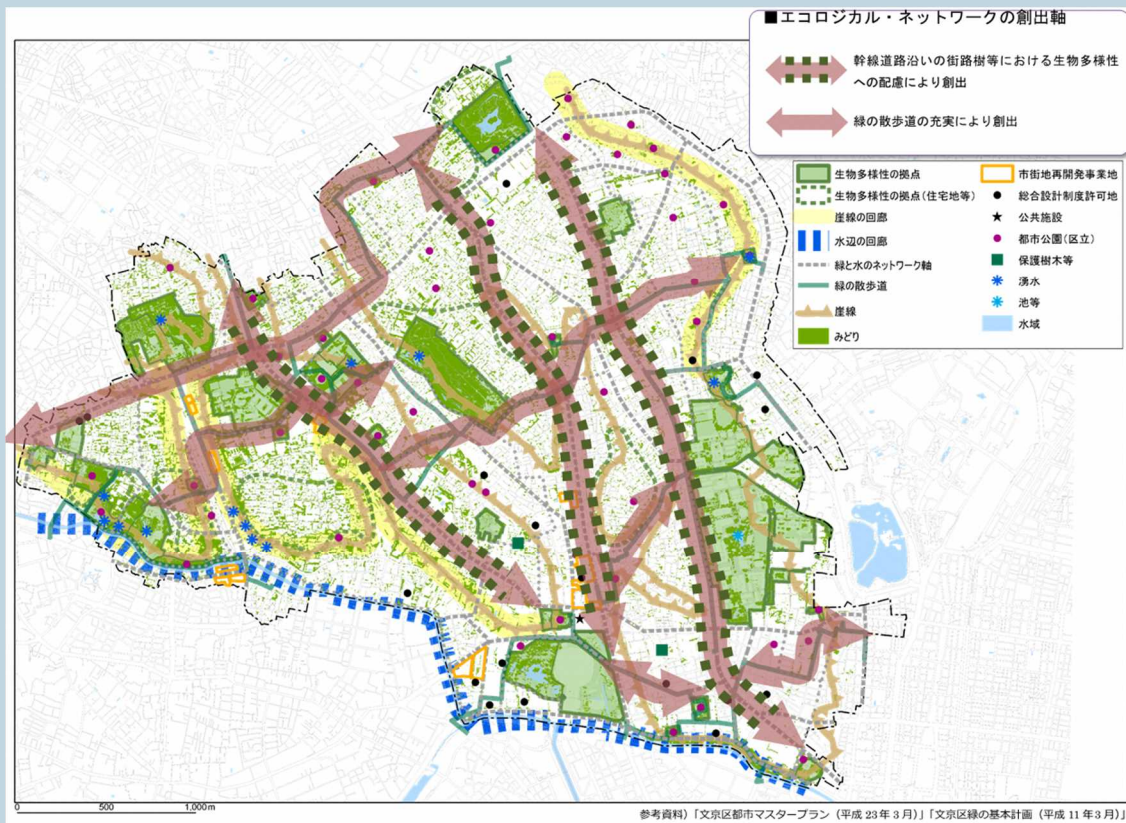 ■エコロジカル・ネットワークの創出軸
幹線道路沿いの街路樹等における生物多様性
への配慮により創出
緑の散歩道の充実により創出
生物多様性の拠点
生物多様性の拠点(住宅地等)
崖線の回廊
水辺の回廊
緑と水のネットワーク軸
緑の散歩道
崖線
みどり
市街地再開発事業地
総合設計制度許可地
公共施設
都市公園(区立)
保護樹木等
湧水
池等
水域
0 500 1,000m
参考資料)「文京区都市マスタープラン(平成 23 年 3 月)」「文京区緑の基本計画(平成 11 年 3 月)」